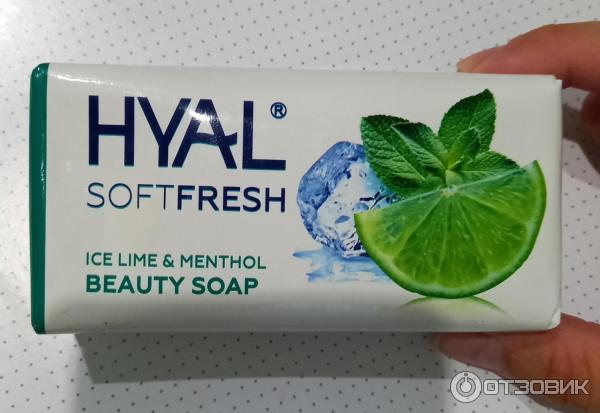 HYAL®
SOFTFRESH
ICE LIME & MENTHOL
BEAUTY SOAP
ОТЗОВИК